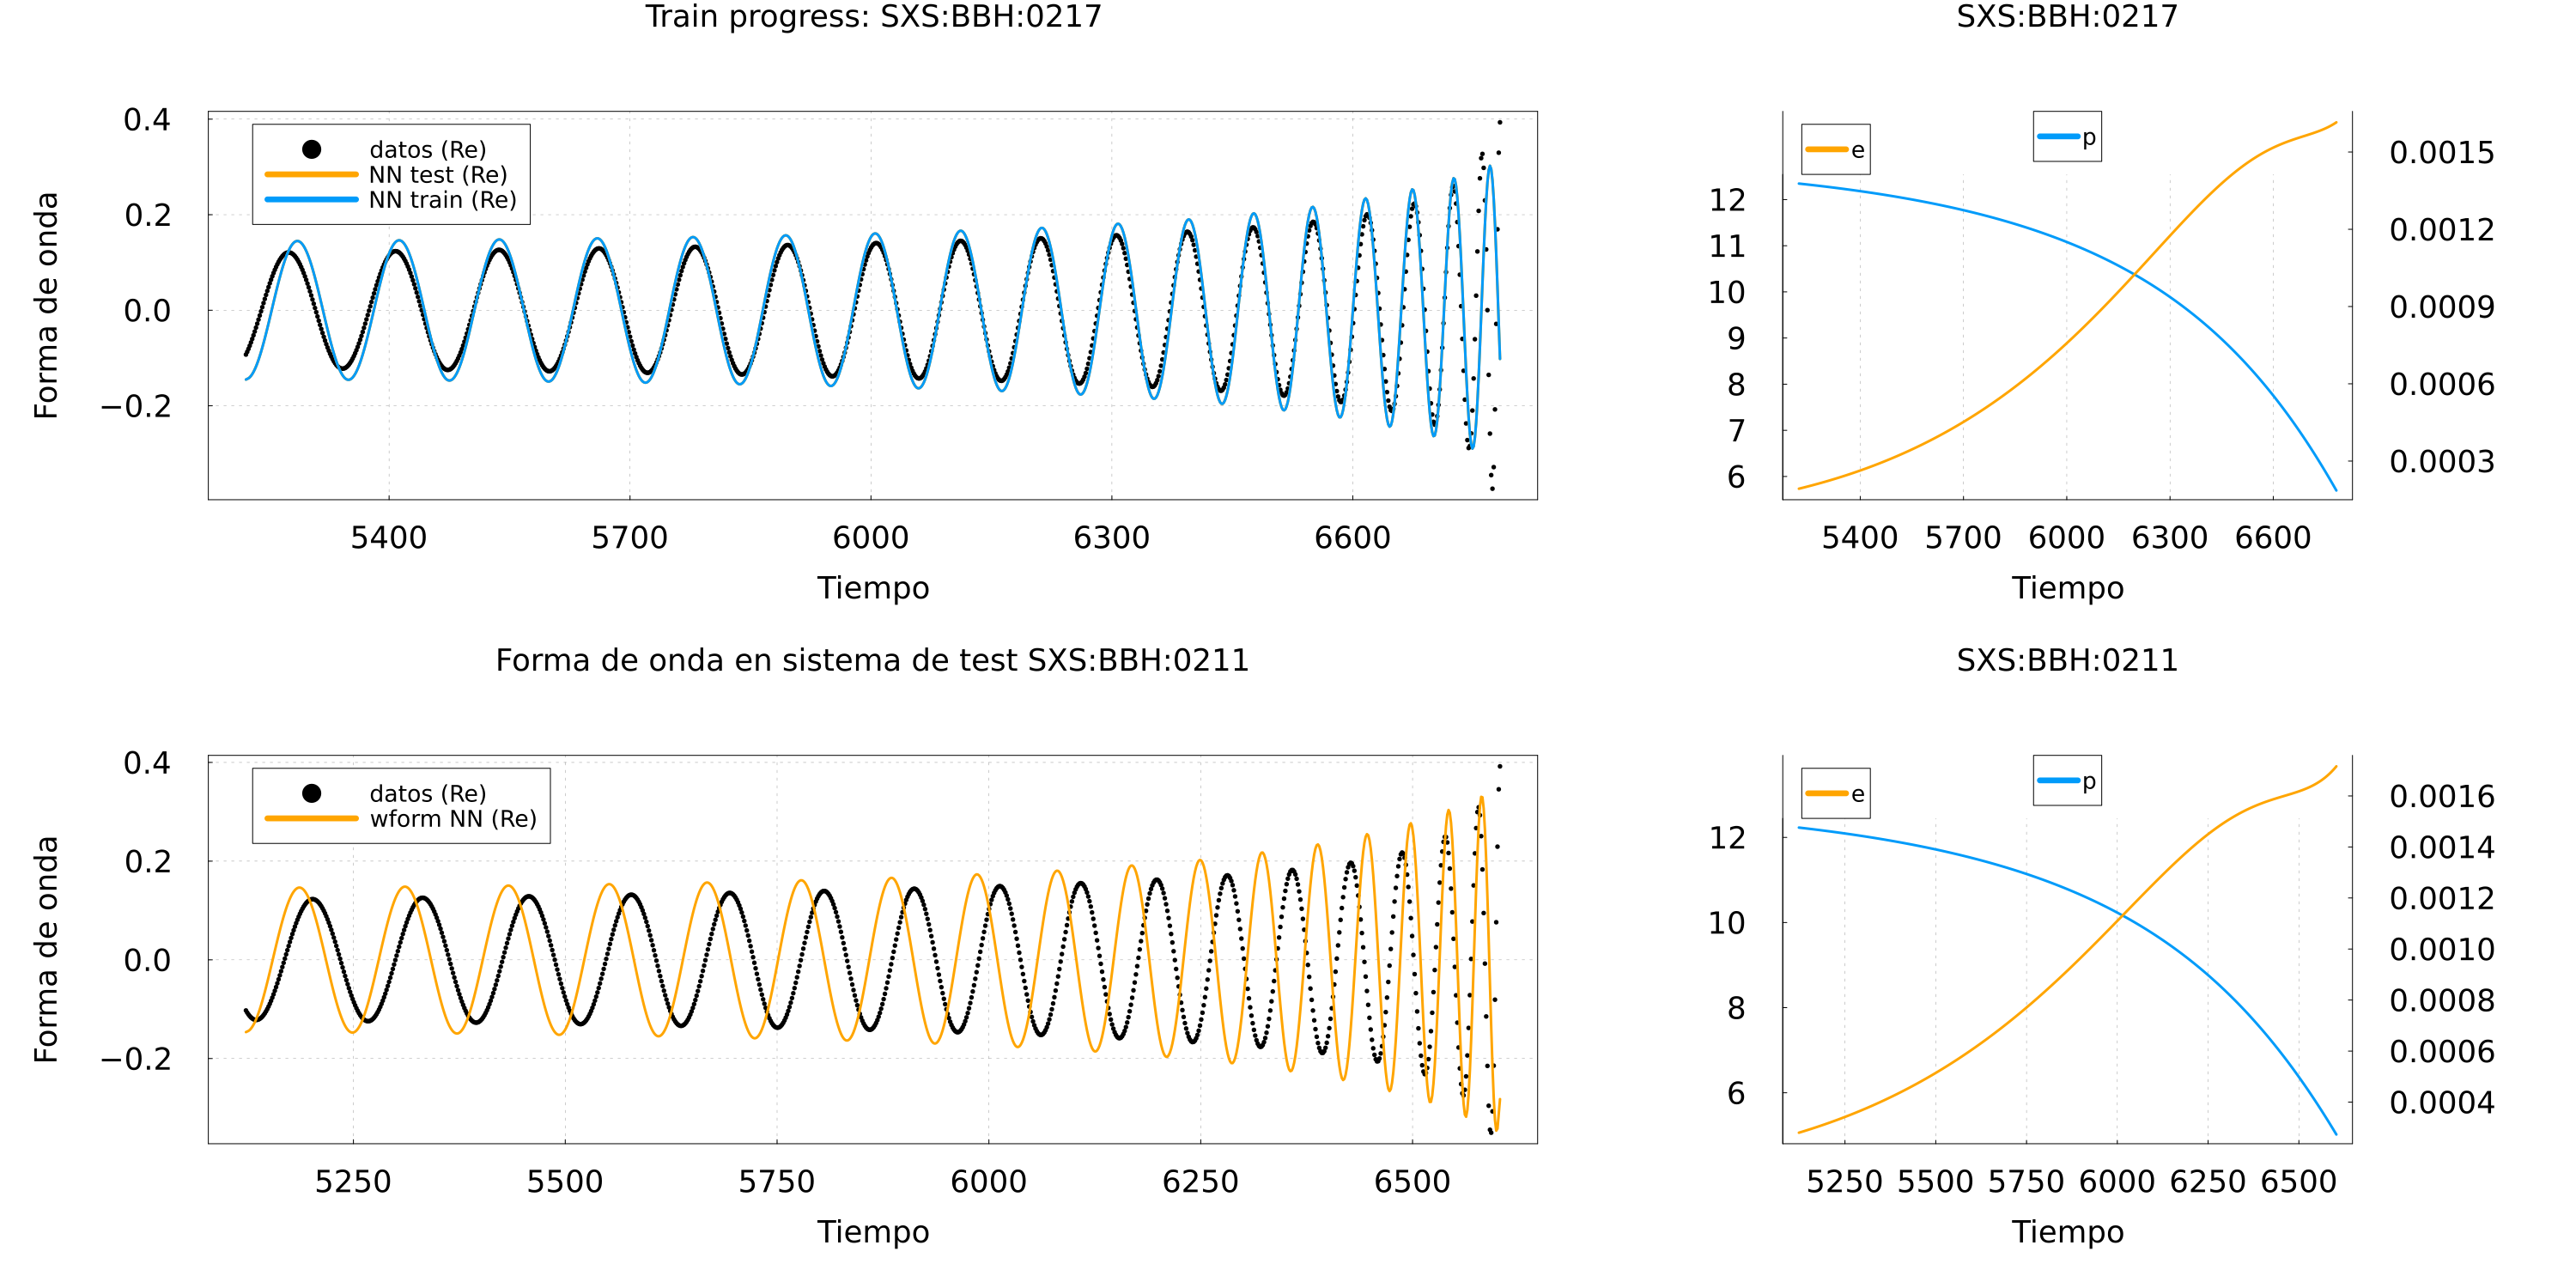 Train progress: SXS:BBH:0217
Forma de onda
0.4
0.2
0.0
−0.2
datos (Re)
NN test (Re)
NN train (Re)
5400 5700 6000 6300 6600
Tiempo
SXS:BBH:0217
12
11
10
9
8
7
6
e
p
0.0015
0.0012
0.0009
0.0006
0.0003
5400 5700 6000 6300 6600
Tiempo
Forma de onda en sistema de test SXS:BBH:0211
Forma de onda
0.4
0.2
0.0
−0.2
datos (Re)
wform NN (Re)
5250 5500 5750 6000 6250 6500
Tiempo
SXS:BBH:0211
12
10
8
6
e
p
0.0016
0.0014
0.0012
0.0010
0.0008
0.0006
0.0004
5250 5500 5750 6000 6250 6500
Tiempo